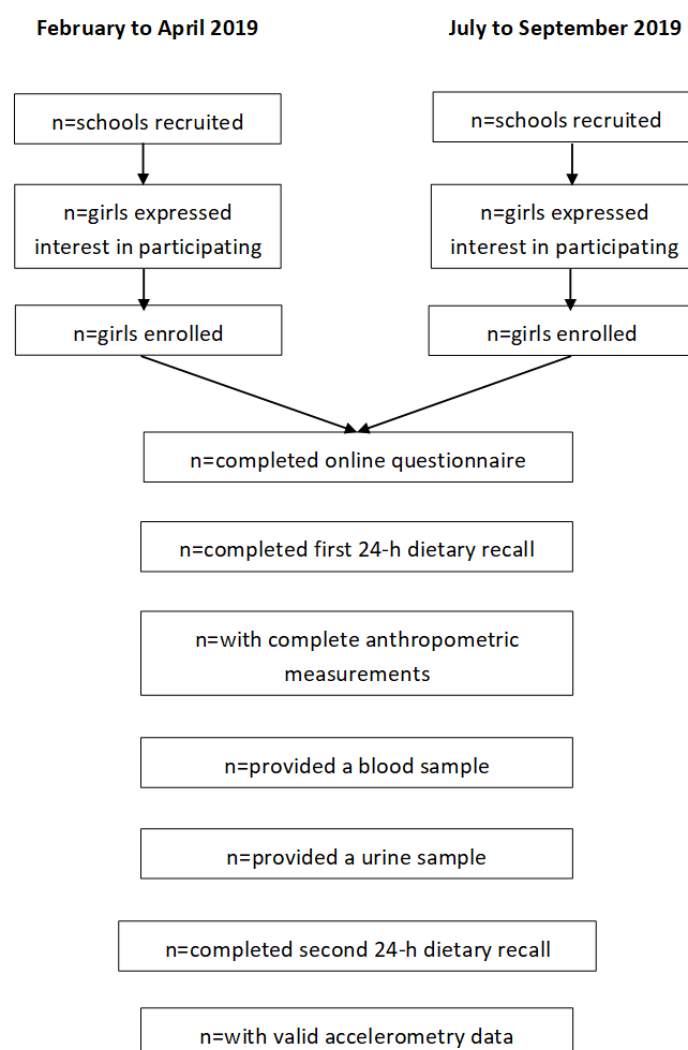 February to April 2019
July to September 2019
n=schools recruited
n=schools recruited
n=girls expressed
interest in participating
n=girls expressed
interest in participating
n=girls enrolled
n=girls enrolled
n=completed online questionnaire
n=completed first 24-h dietary recall
n=with complete anthropometric
measurements
n=provided a blood sample
n=provided a urine sample
n=completed second 24-h dietary recall
n=with valid accelerometry data